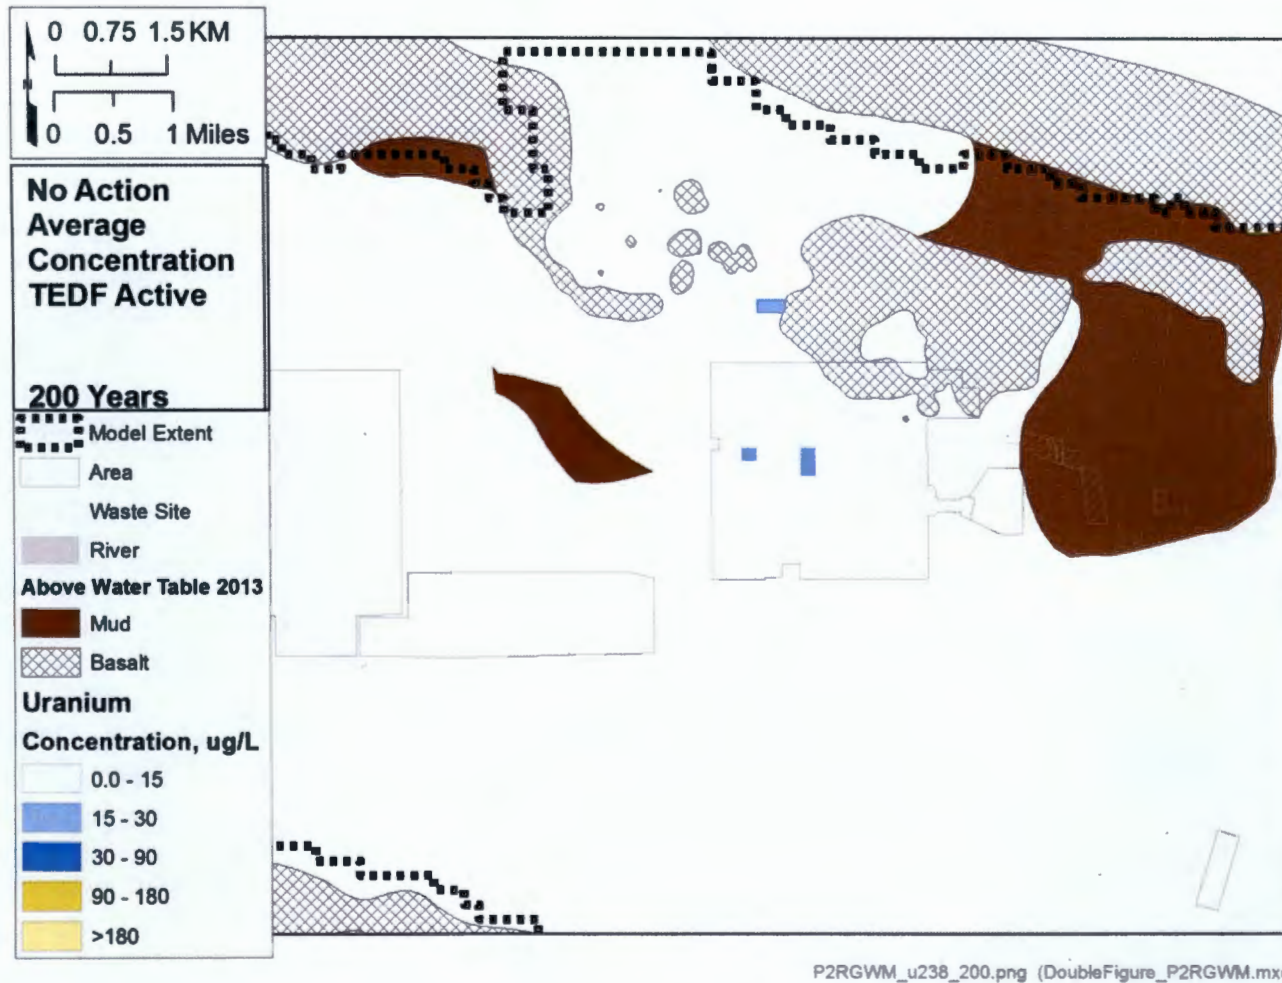 0 0.75 1.5 KM
N
0 0.5 1 Miles
No Action
Average
Concentration
TEDF Active
200 Years
Model Extent
Area
Waste Site
River
Above Water Table 2013
Mud
Basalt
Uranium
Concentration, ug/L
0.0 - 15
15 - 30
30 - 90
90 - 180
>180
P2RGWM_u238_200.png (DoubleFigure_P2RGWM.mx